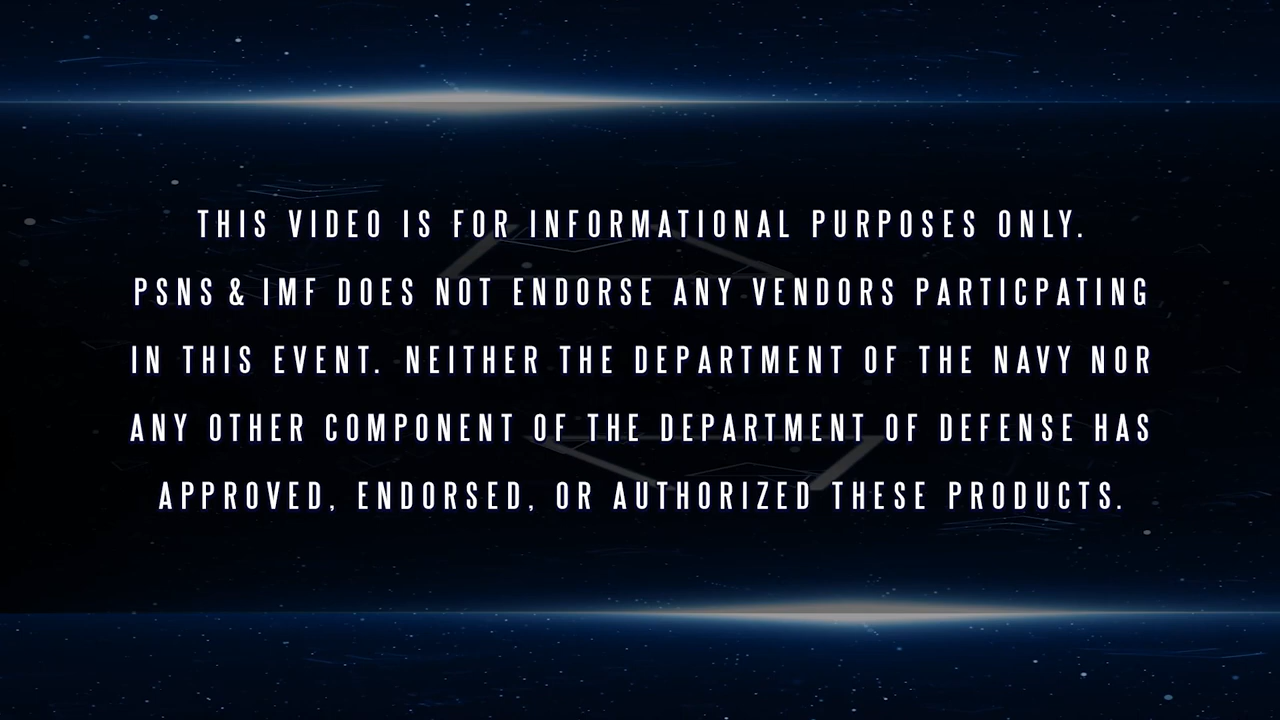 THIS VIDEO IS FOR INFORMATIONAL PURPOSES ONLY.
PSNS & IMF DOES NOT ENDORSE ANY VENDORS PARTICPATING
IN THIS EVENT. NEITHER THE DEPARTMENT OF THE NAVY NOR
ANY OTHER COMPONENT OF THE DEPARTMENT OF DEFENSE HAS
APPROVED, ENDORSED, OR AUTHORIZED THESE PRODUCTS.